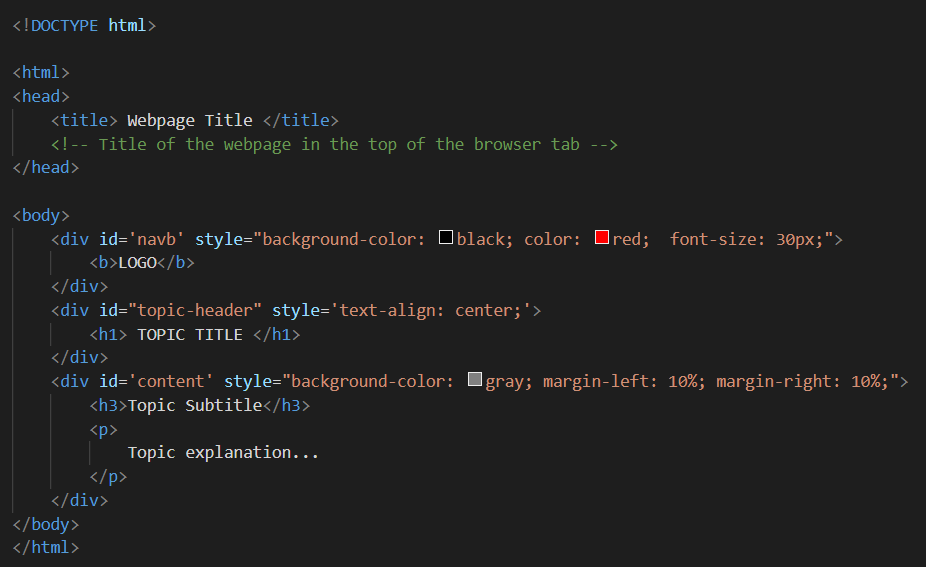 <!DOCTYPE html>
<html>
<head>
    <title> Webpage Title </title>
    <!-- Title of the webpage in the top of the browser tab -->
</head>
<body>
    <div id='navb' style="background-color: black; color: red;  font-size: 30px;">
        <b>LOGO</b>
    </div>
    <div id="topic-header" style='text-align: center;'>
        <h1> TOPIC TITLE </h1>
    </div>
    <div id='content' style="background-color: gray; margin-left: 10%; margin-right: 10%;">
        <h3>Topic Subtitle</h3>
        <p>
            Topic explanation...
        </p>
    </div>
</body>
</html>